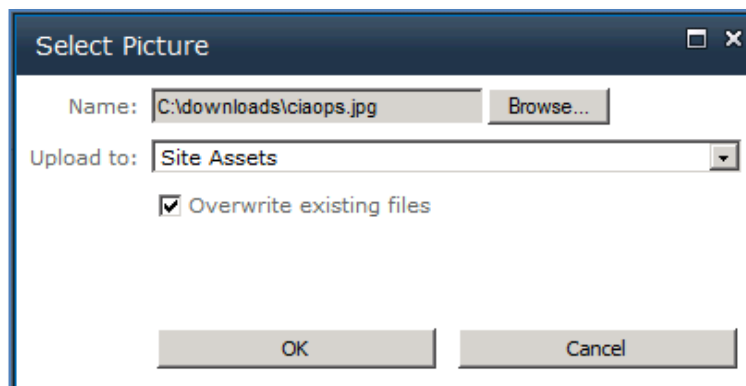 Select Picture
Name: C:\downloads\ciaops.jpg Browse...
Upload to: Site Assets
Overwrite existing files
OK Cancel